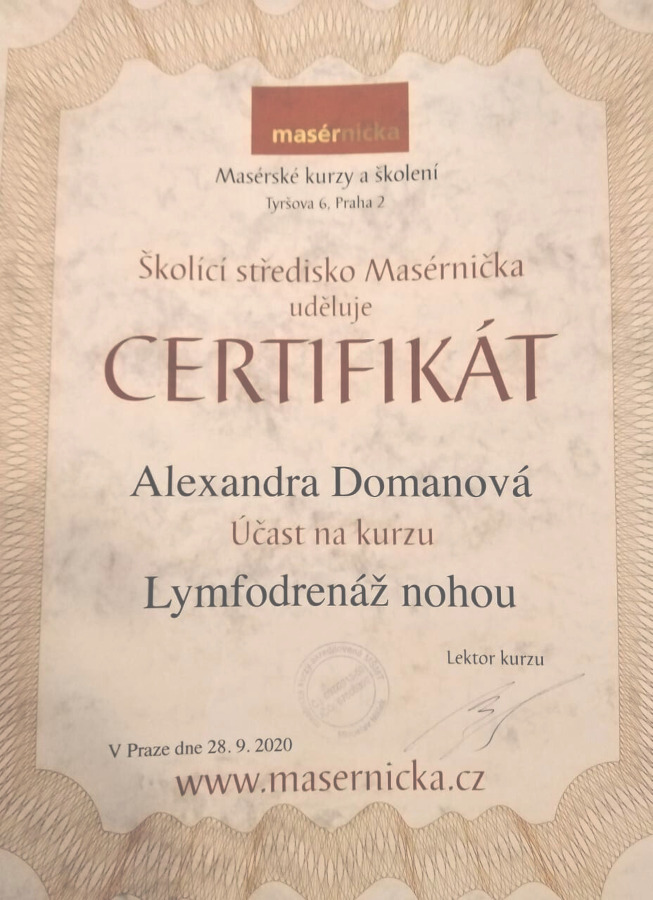 masérnička
Masérské kurzy a školení
Tyršova 6, Praha 2
Školící středisko Masérnička
uděluje
CERTIFIKÁT
Alexandra Domanová
Účast na kurzu
Lymfodrenáž nohou
Lektor kurzu
V Praze dne 28. 9. 2020
www.masernicka.cz